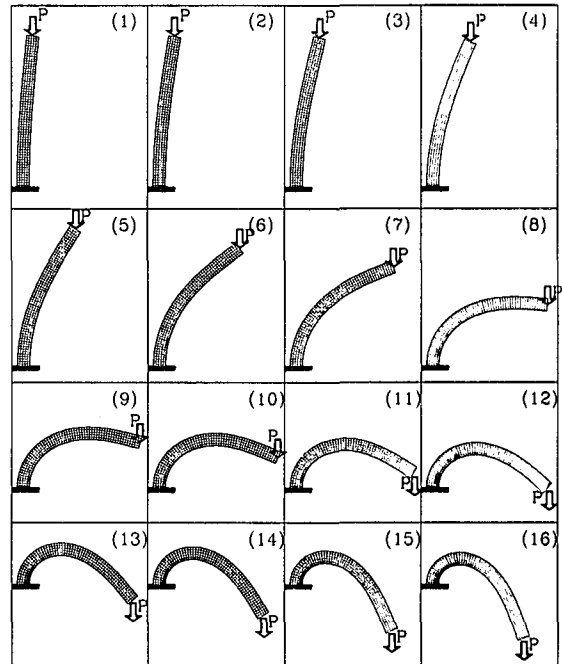 P (1) P (2) P (3) P (4)
P (5) P (6) P (7) P (8)
P (9) P (10) P (11) P (12)
P (13) P (14) P (15) P (16)